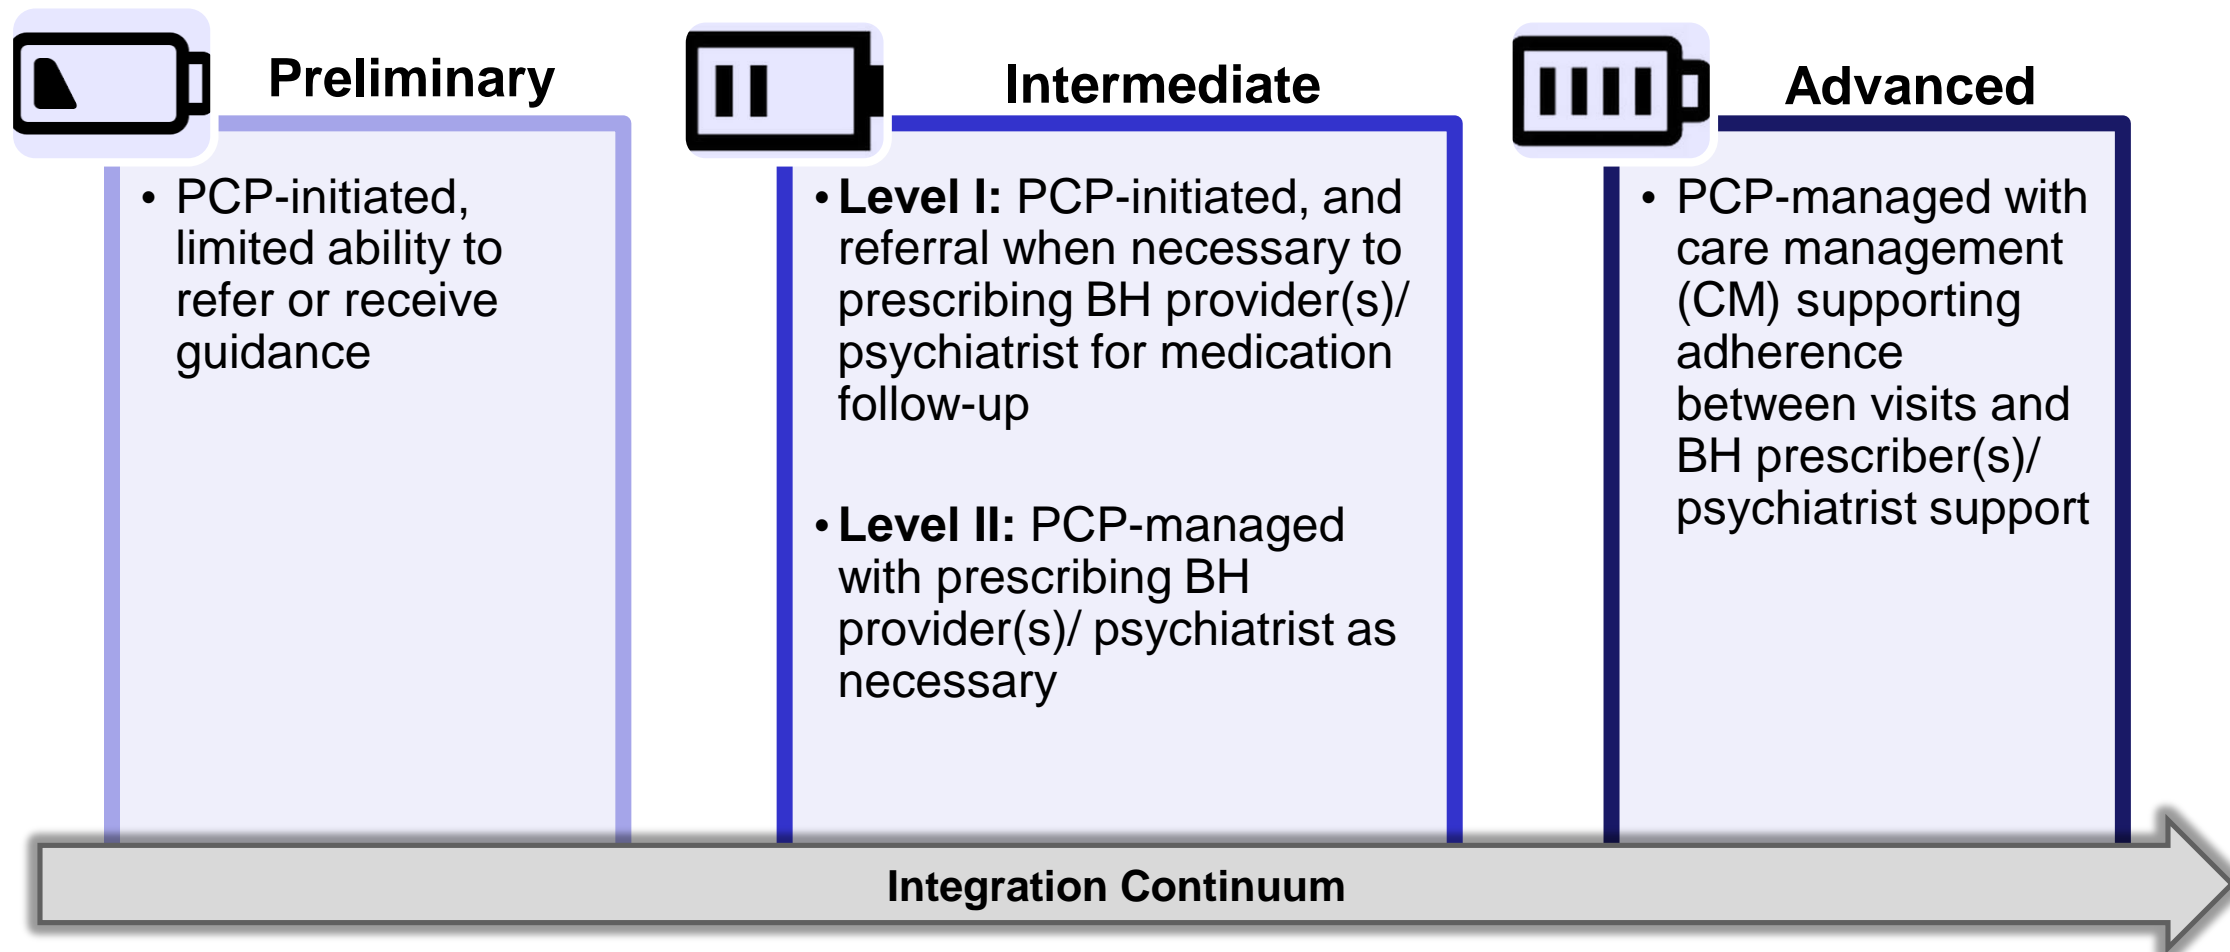 Preliminary
• PCP-initiated,
limited ability to
refer or receive
guidance
Intermediate
• Level I: PCP-initiated, and
referral when necessary to
prescribing BH provider(s)/
psychiatrist for medication
follow-up
• Level II: PCP-managed
with prescribing BH
provider(s)/ psychiatrist as
necessary
Advanced
• PCP-managed with
care management
(CM) supporting
adherence
between visits and
BH prescriber(s)/
psychiatrist support
Integration Continuum